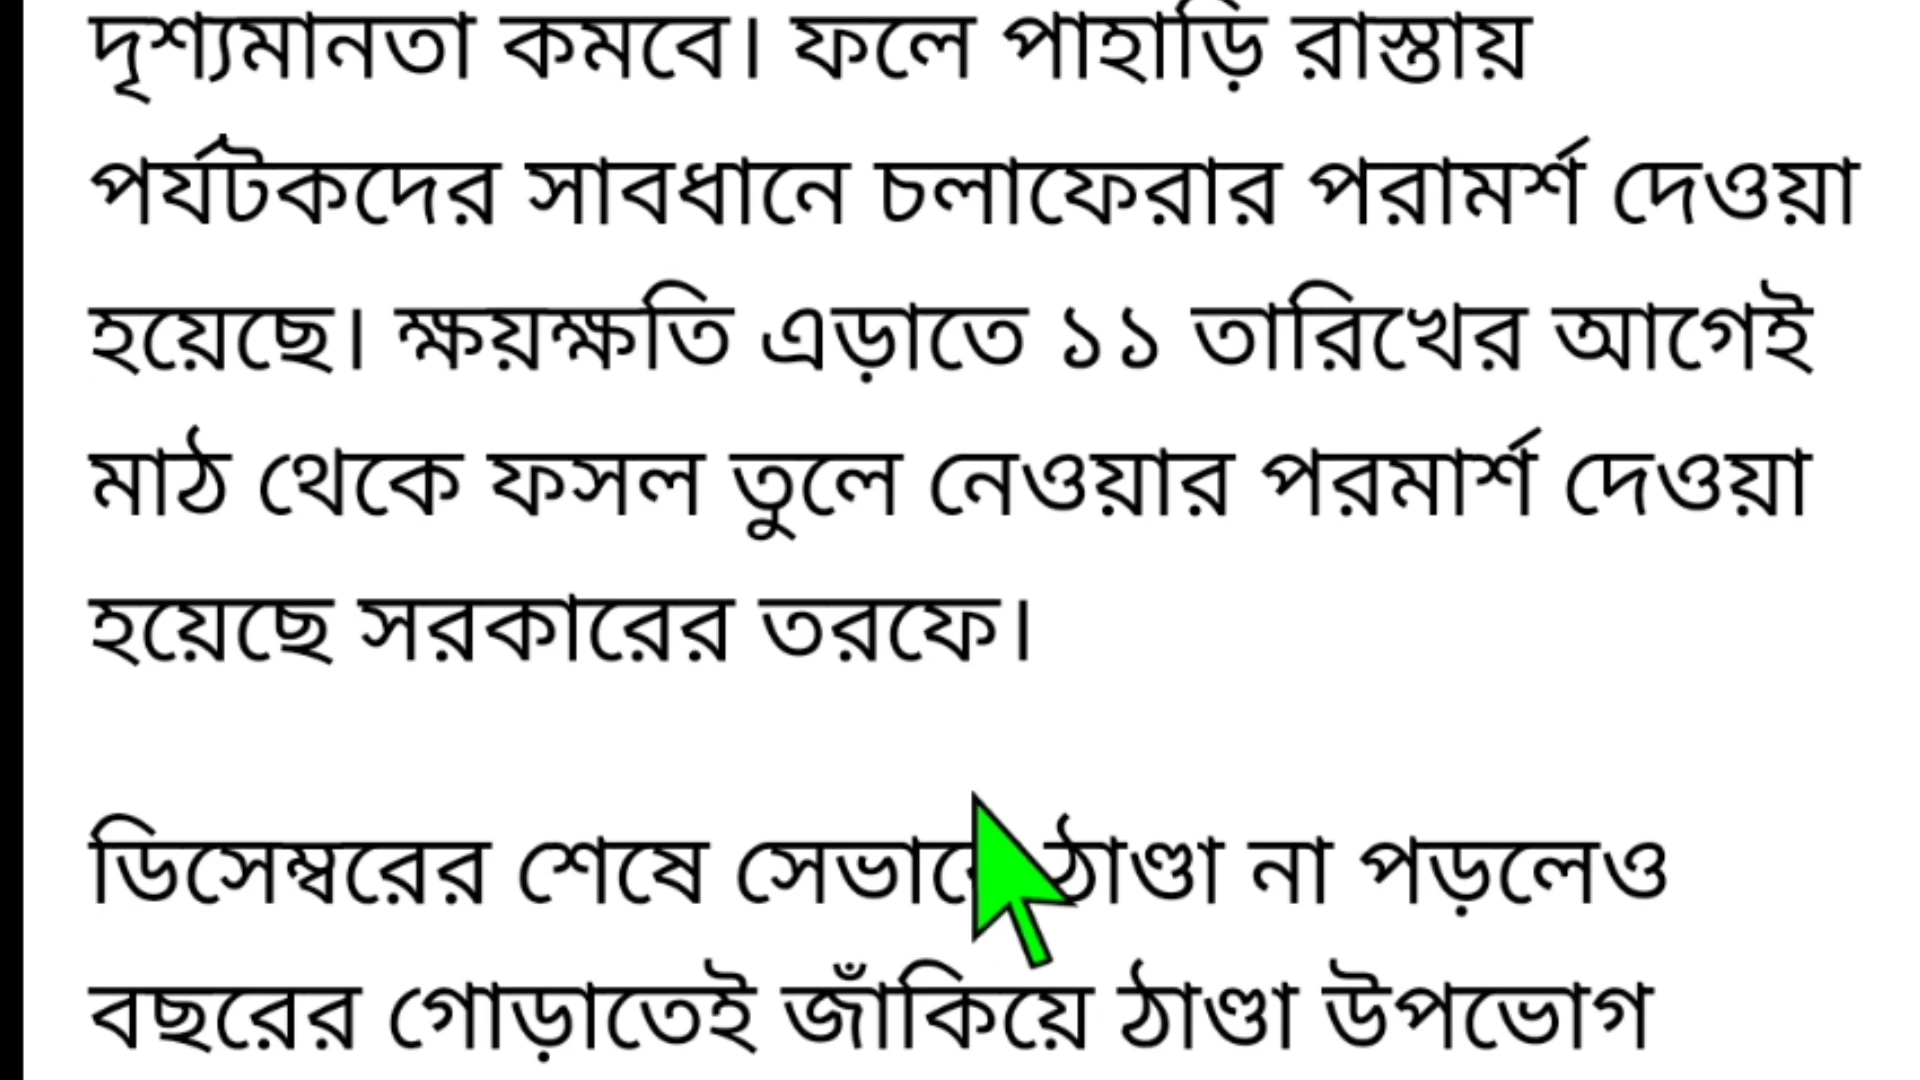 দৃশ্যমানতা কমবে। ফলে পাহাড়ি রাস্তায়
পর্যটকদের সাবধানে চলাফেরার পরামর্শ দেওয়া
হয়েছে। ক্ষয়ক্ষতি এড়াতে ১১ তারিখের আগেই
মাঠ থেকে ফসল তুলে নেওয়ার পরমার্শ দেওয়া
হয়েছে সরকারের তরফে।
ডিসেম্বরের শেষে ঠাণ্ডা না পড়লেও
বছরের গোড়াতেই জাঁকিয়ে ঠাণ্ডা উপভোগ